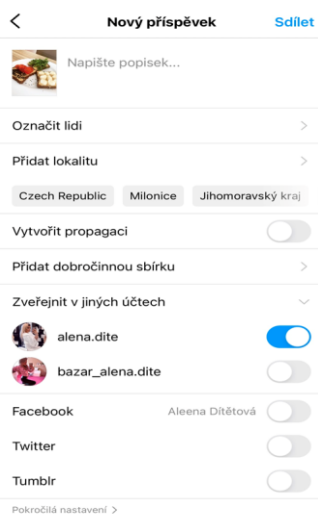 Nový příspěvek Sdílet
Napište popisek...
Označit lidi
Přidat lokalitu
Czech Republic Milonice Jihomoravský kraj
Vytvořit propagaci
Přidat dobročinnou sbírku
Zveřejnit v jiných účtech
alena.dite
bazar_alena.dite
Facebook Aleena Dítětová
Twitter
Tumblr
Pokročilá nastavení